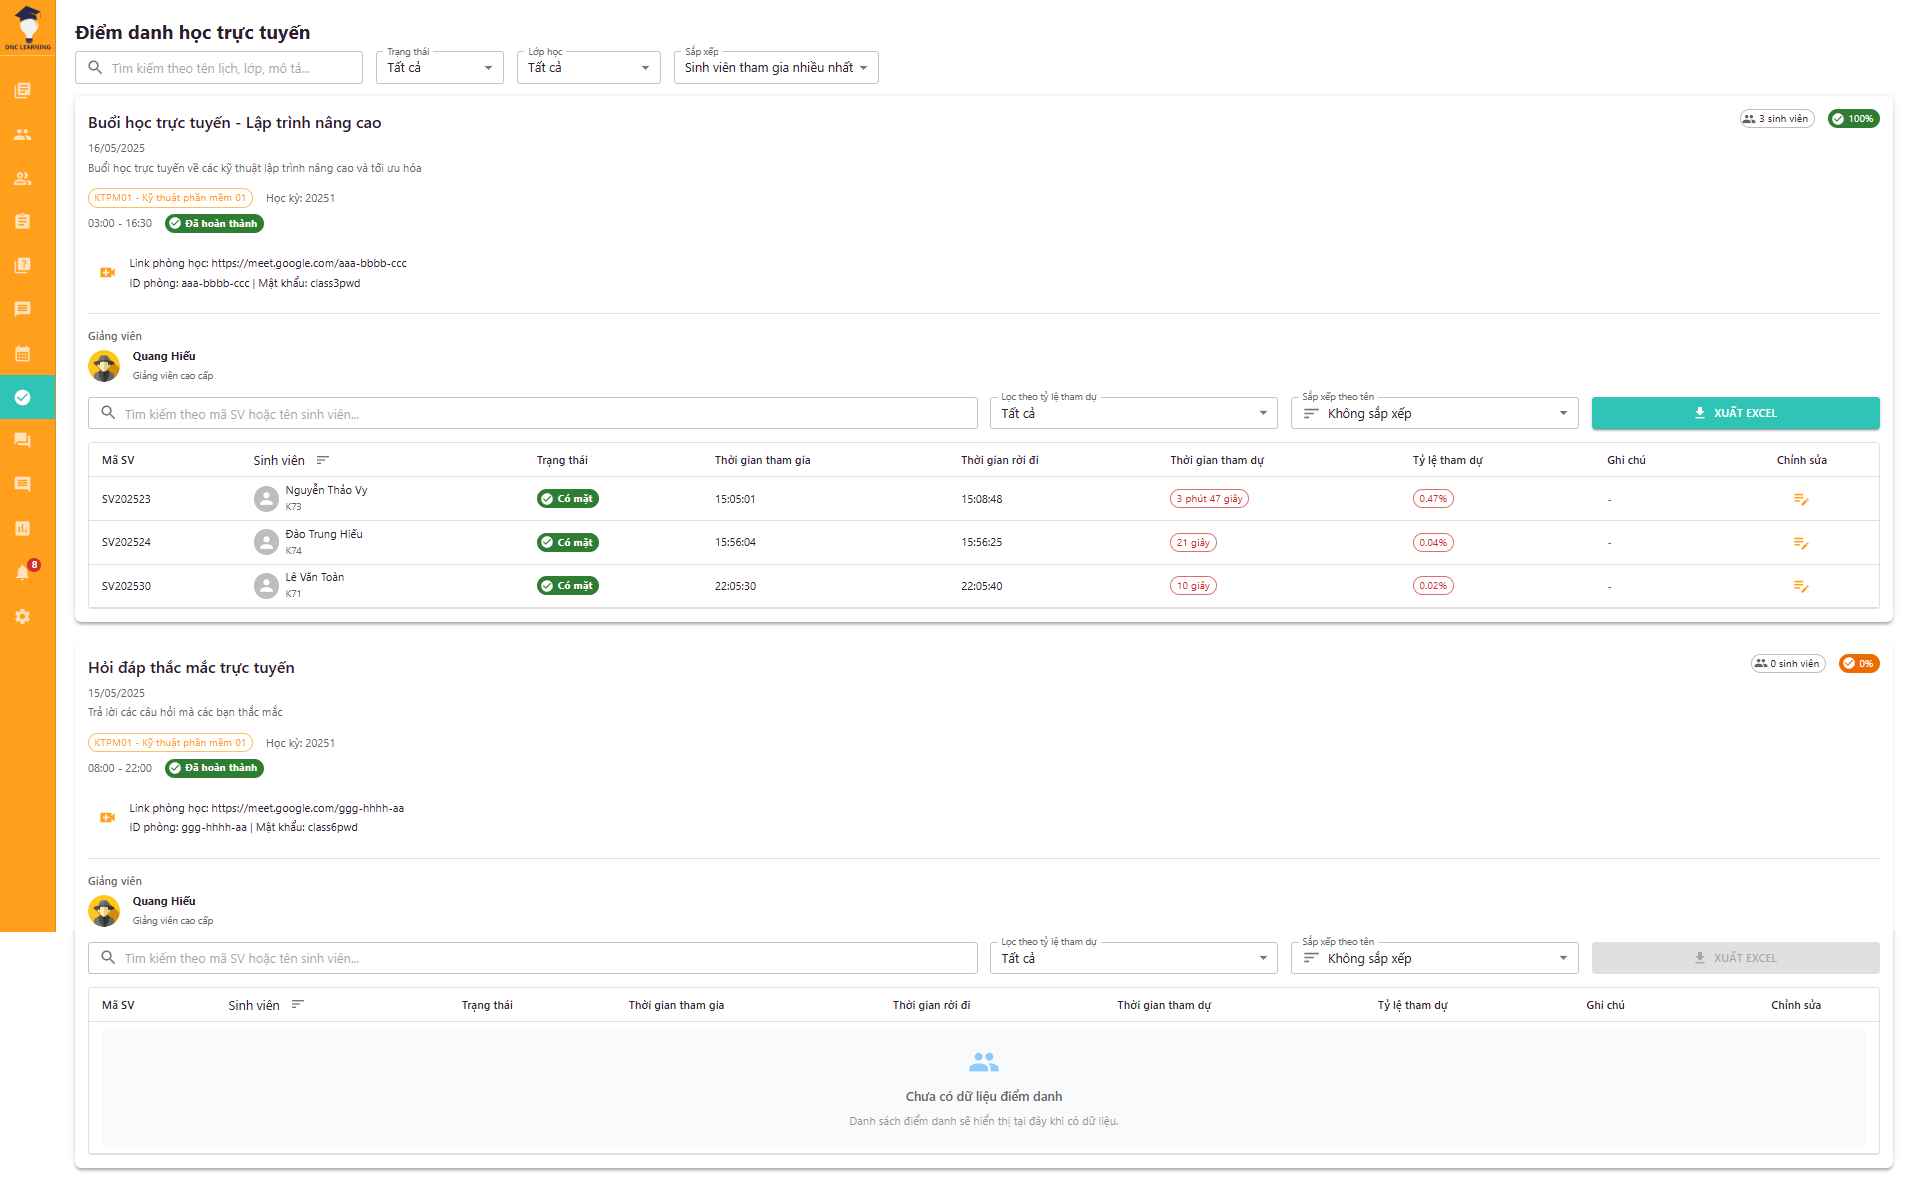 DNC LEARNING
8
Điểm danh học trực tuyến
Tìm kiếm theo tên lịch, lớp, mô tả...
Trạng thái
Tất cả
Lớp học
Tất cả
Sắp xếp
Sinh viên tham gia nhiều nhất
Buổi học trực tuyến - Lập trình nâng cao
3 sinh viên
100%
16/05/2025
Buổi học trực tuyến về các kỹ thuật lập trình nâng cao và tối ưu hóa
KTPM01 - Kỹ thuật phần mềm 01 Học kỳ: 20251
03:00 - 16:30 Đã hoàn thành
Link phòng học: https://meet.google.com/aaa-bbbb-ccc
ID phòng: aaa-bbbb-ccc | Mật khẩu: class3pwd
Giảng viên
Quang Hiếu
Giảng viên cao cấp
Tìm kiếm theo mã SV hoặc tên sinh viên...
Lọc theo tỷ lệ tham dự
Tất cả
Sắp xếp theo tên
Không sắp xếp
XUẤT EXCEL
Mã SV Sinh viên Trạng thái Thời gian tham gia Thời gian rời đi Thời gian tham dự Tỷ lệ tham dự Ghi chú Chỉnh sửa
SV202523 Nguyễn Thảo Vy Có mặt 15:05:01 15:08:48 3 phút 47 giây 0.47% -
K73
SV202524 Đào Trung Hiếu Có mặt 15:56:04 15:56:25 21 giây 0.04% -
K74
SV202530 Lê Văn Toàn Có mặt 22:05:30 22:05:40 10 giây 0.02% -
K71
Hỏi đáp thắc mắc trực tuyến
0 sinh viên
0%
15/05/2025
Trả lời các câu hỏi mà các bạn thắc mắc
KTPM01 - Kỹ thuật phần mềm 01 Học kỳ: 20251
08:00 - 22:00 Đã hoàn thành
Link phòng học: https://meet.google.com/ggg-hhhh-aa
ID phòng: ggg-hhhh-aa | Mật khẩu: class6pwd
Giảng viên
Quang Hiếu
Giảng viên cao cấp
Tìm kiếm theo mã SV hoặc tên sinh viên...
Lọc theo tỷ lệ tham dự
Tất cả
Sắp xếp theo tên
Không sắp xếp
XUẤT EXCEL
Mã SV Sinh viên Trạng thái Thời gian tham gia Thời gian rời đi Thời gian tham dự Tỷ lệ tham dự Ghi chú Chỉnh sửa
Chưa có dữ liệu điểm danh
Danh sách điểm danh sẽ hiển thị tại đây khi có dữ liệu.